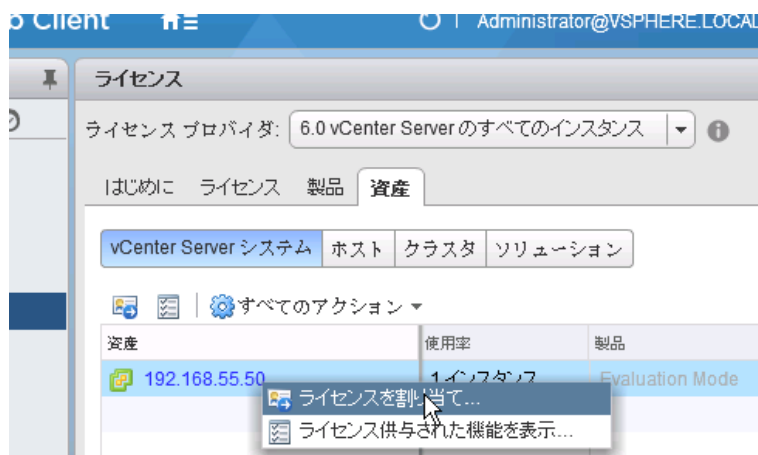 Client
Administrator@VSPHERE.LOCAL
ライセンス
ライセンス プロバイダ: 6.0 vCenter Server のすべてのインスタンス
はじめに ライセンス 製品 資産
vCenter Server システム ホスト クラスタ ソリューション
すべてのアクション
資産 使用率 製品
192.168.55.50 1 インスタンス Evaluation Mode
ライセンスを割り当て...
ライセンス供与された機能を表示...